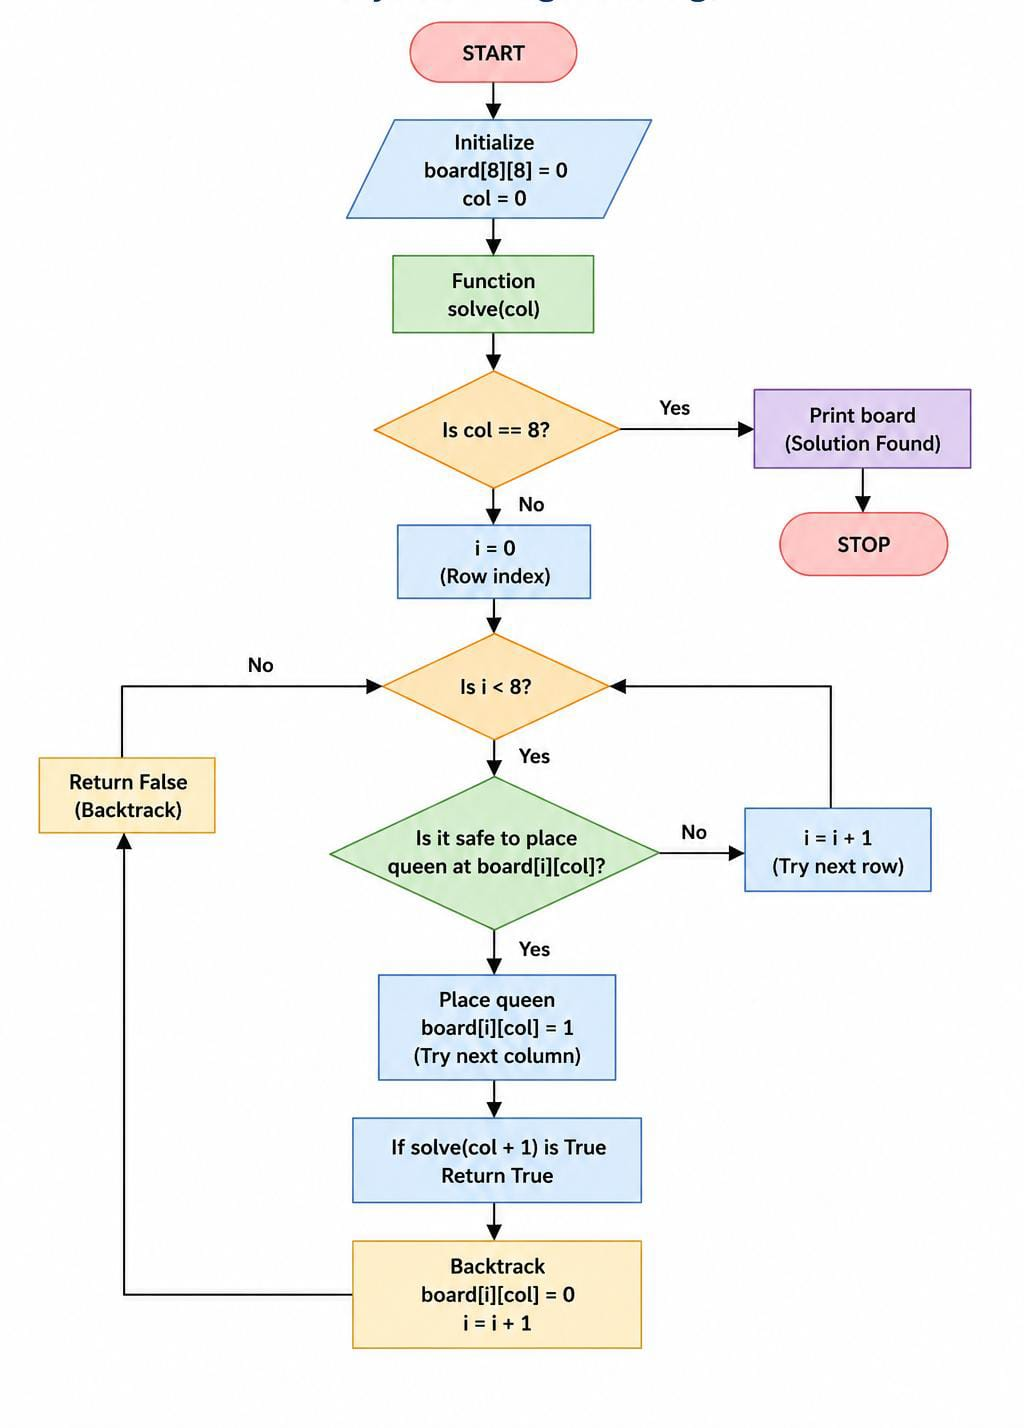 START
Initialize
board[8][8] = 0
col = 0
Function
solve(col)
Is col == 8?
Yes
Print board
(Solution Found)
STOP
No
i = 0
(Row index)
No
Is i < 8?
Yes
Return False
(Backtrack)
Is it safe to place
queen at board[i][col]?
No
i = i + 1
(Try next row)
Yes
Place queen
board[i][col] = 1
(Try next column)
If solve(col + 1) is True
Return True
Backtrack
board[i][col] = 0
i = i + 1